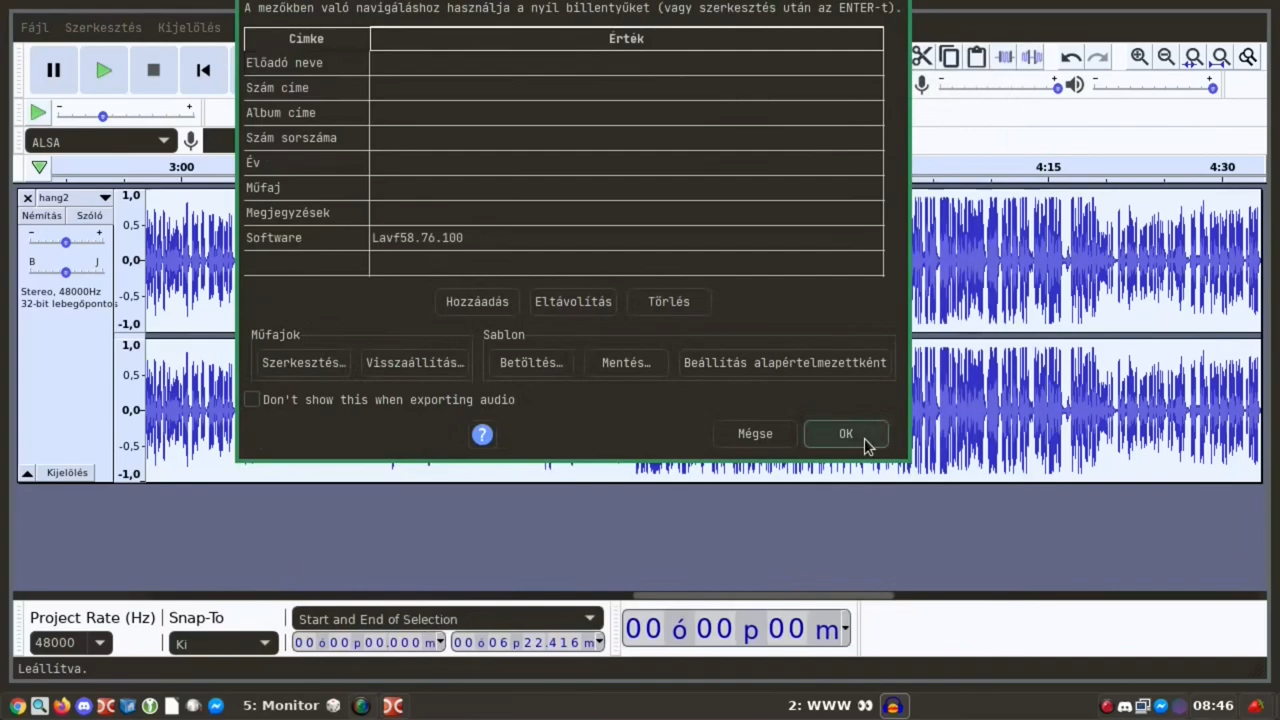 A mezőkben való navigáláshoz használja a nyíl billentyűket (vagy szerkesztés után az ENTER-t).
Fájl Szerkesztés Kijelölés
Címke Érték
Előadó neve
Szám címe
Album címe
Szám sorszáma
Év
Műfaj
Megjegyzések
Software Lavf58.76.100
Hozzáadás Eltávolítás Törlés
Műfajok Sablon
Szerkesztés… Visszaállítás… Betöltés… Mentés… Beállítás alapértelmezettként
Don't show this when exporting audio
? Mégse OK
- +
- +
- +
ALSA
3:00 4:15 4:30
× hang2
Némítás Szóló
- +
B J
Stereo, 48000Hz
32-bit lebegőpontos
Kijelölés
1,0
0,5-
0,0-
-0,5-
-1,0
1,0
0,5-
0,0-
-0,5-
-1,0
Project Rate (Hz) Snap-To Start and End of Selection
48000 Ki 00 ó 00 p 00.000 m 00 ó 06 p 22.416 m
00 ó 00 p 00 m
Leállítva.
5: Monitor 2: WWW 08:46